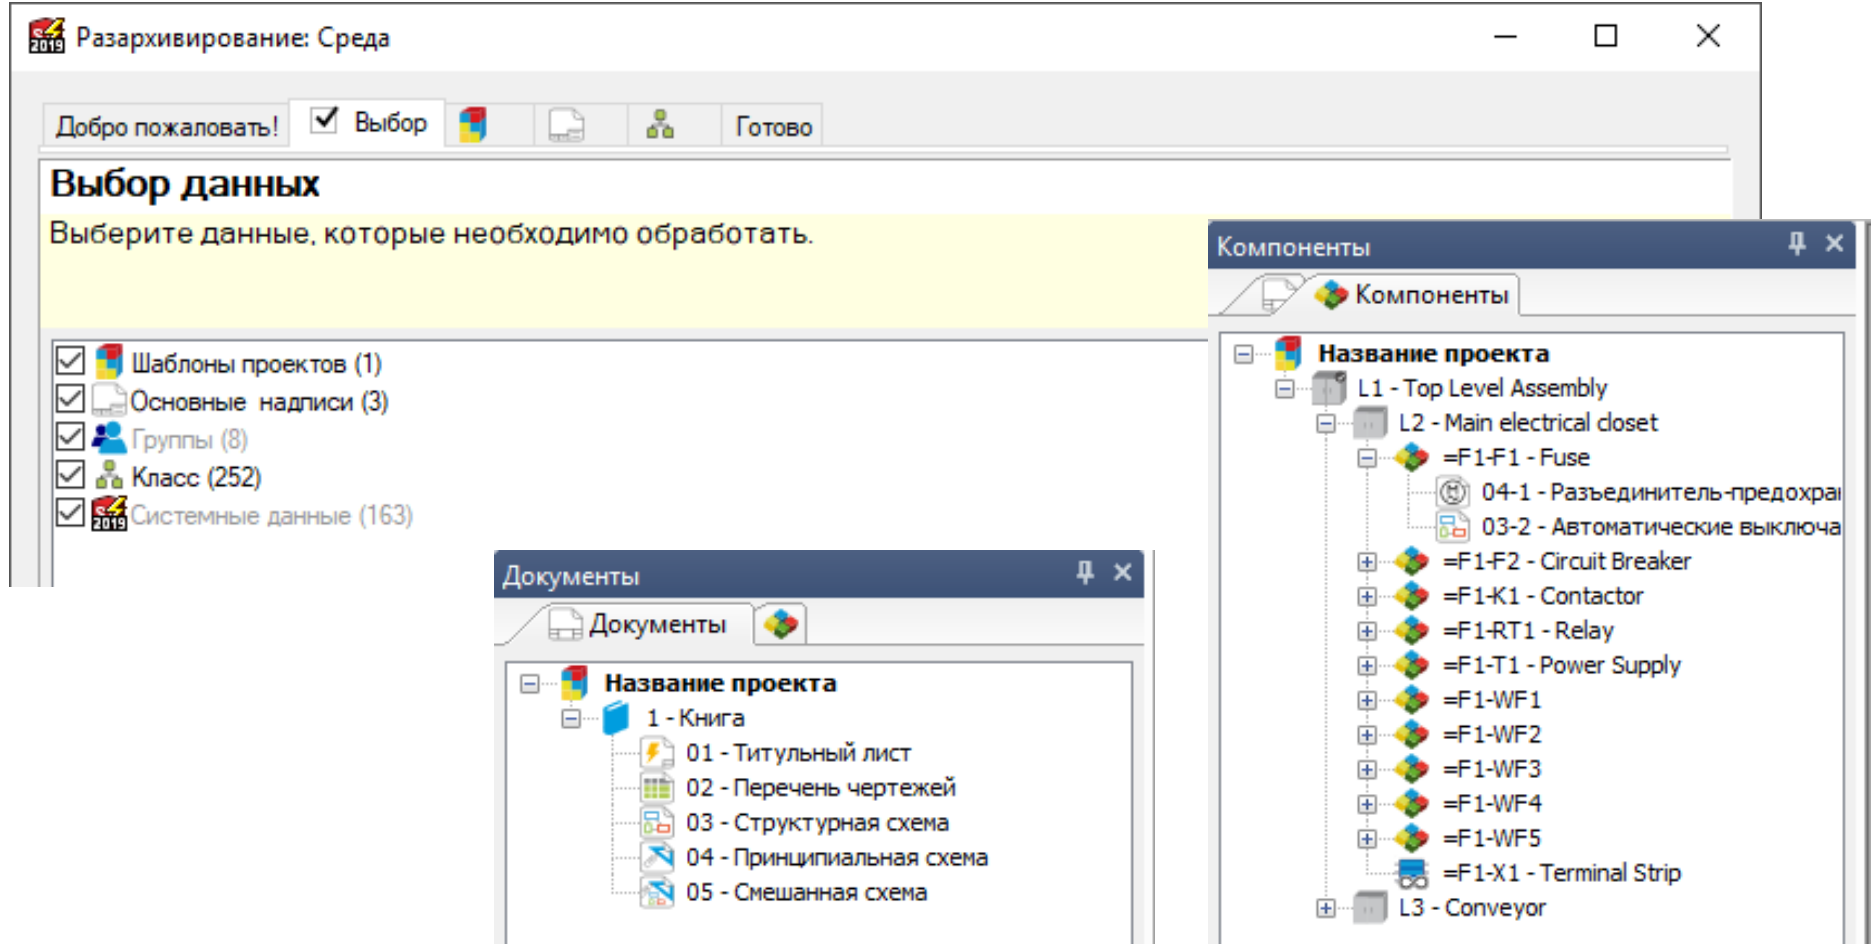 Разархивирование: Среда
Добро пожаловать!
Выбор
Готово
Выбор данных
Выберите данные, которые необходимо обработать.
Шаблоны проектов (1)
Основные надписи (3)
Группы (8)
Класс (252)
2019
Системные данные (163)
Документы
Документы
Название проекта
1 - Книга
01 - Титульный лист
02 - Перечень чертежей
03 - Структурная схема
04 - Принципиальная схема
05 - Смешанная схема
Компоненты
Компоненты
Название проекта
L1 - Top Level Assembly
L2 - Main electrical closet
=F1-F1 - Fuse
04-1 - Разъединитель-предохра
03-2 - Автоматические выключа
=F1-F2 - Circuit Breaker
=F1-K1 - Contactor
=F1-RT1 - Relay
=F1-T1 - Power Supply
=F1-WF1
=F1-WF2
=F1-WF3
=F1-WF4
=F1-WF5
=F1-X1 - Terminal Strip
L3 - Conveyor